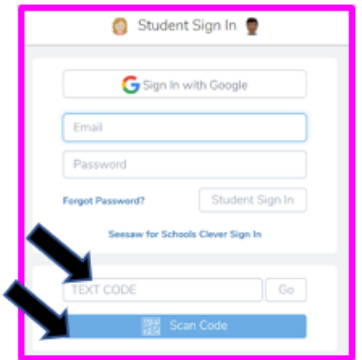 Student Sign In
Sign In with Google
Email
Password
Forgot Password?
Student Sign In
Seesaw for Schools Clever Sign In
TEXT CODE
Go
Scan Code